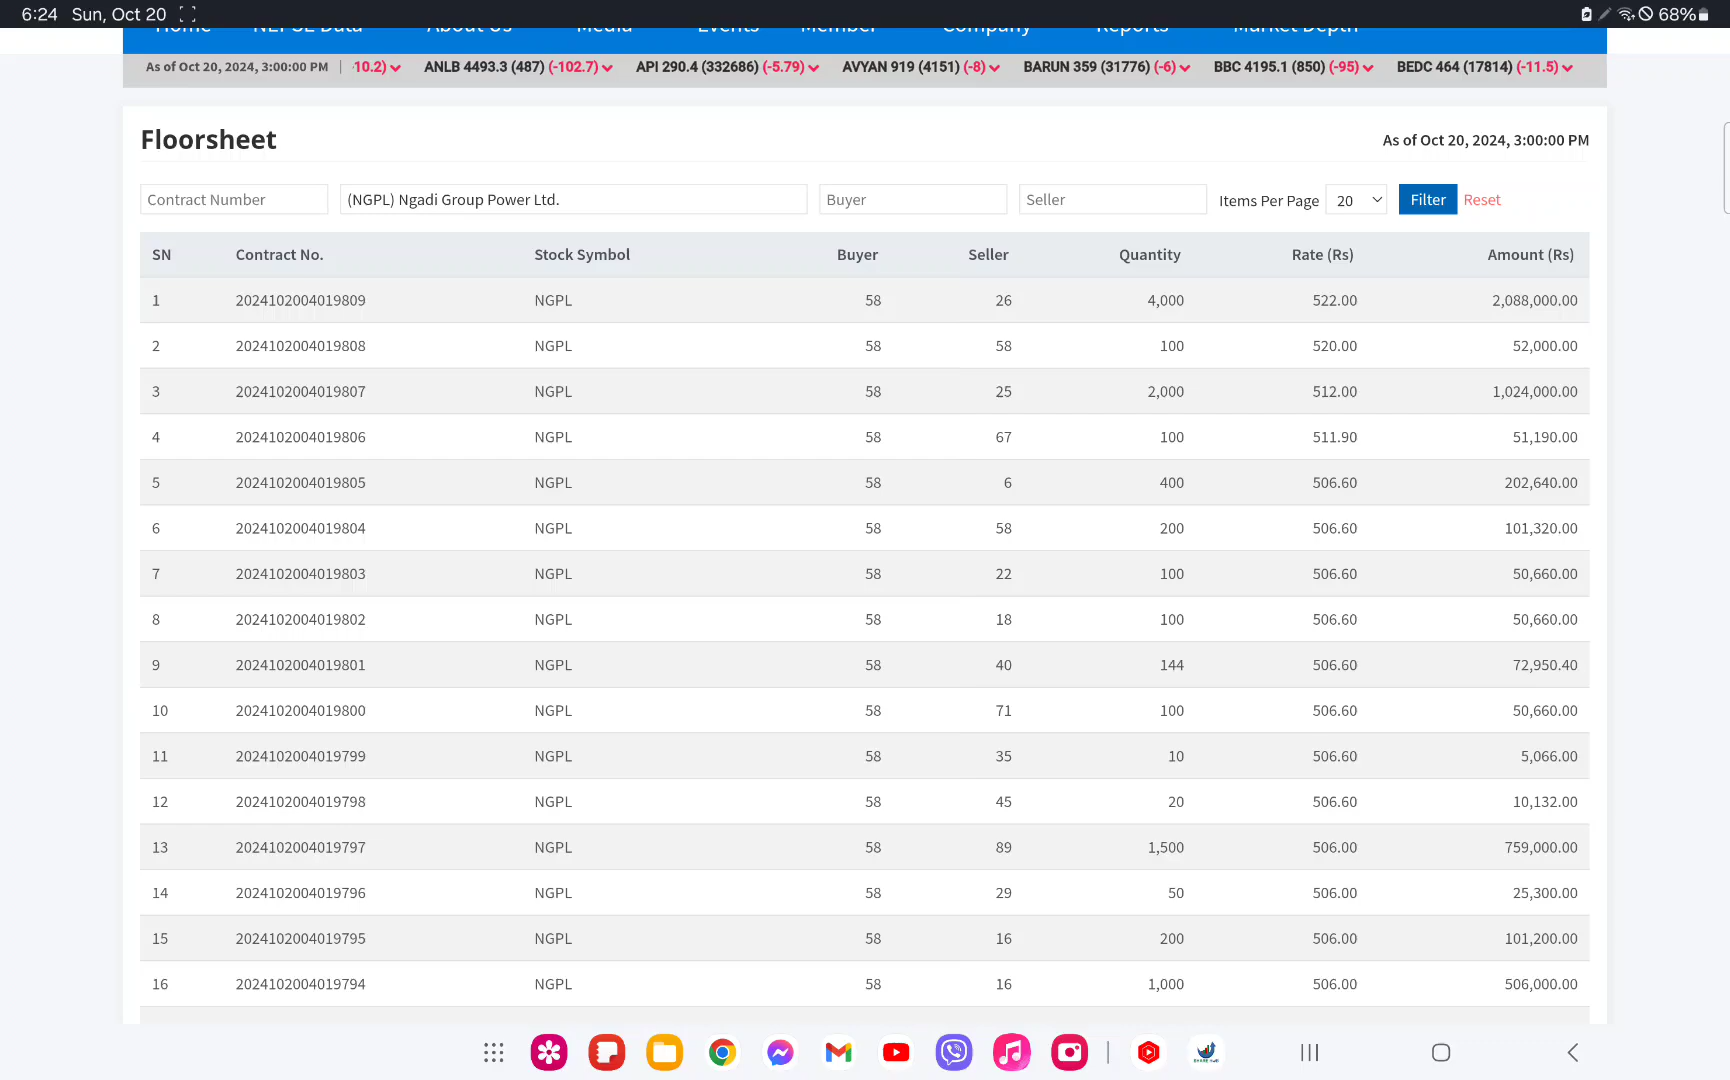 6:24 Sun, Oct 20 68%
Home NEPSE Data About Us Media Events Member Company Reports Market Depth
As of Oct 20, 2024, 3:00:00 PM | 10.2) ANLB 4493.3 (487) (-102.7) API 290.4 (332686) (-5.79) AVYAN 919 (4151) (-8) BARUN 359 (31776) (-6) BBC 4195.1 (850) (-95) BEDC 464 (17814) (-11.5)
Floorsheet As of Oct 20, 2024, 3:00:00 PM
Contract Number (NGPL) Ngadi Group Power Ltd. Buyer Seller Items Per Page 20 Filter Reset
SN Contract No. Stock Symbol Buyer Seller Quantity Rate (Rs) Amount (Rs)
1 2024102004019809 NGPL 58 26 4,000 522.00 2,088,000.00
2 2024102004019808 NGPL 58 58 100 520.00 52,000.00
3 2024102004019807 NGPL 58 25 2,000 512.00 1,024,000.00
4 2024102004019806 NGPL 58 67 100 511.90 51,190.00
5 2024102004019805 NGPL 58 6 400 506.60 202,640.00
6 2024102004019804 NGPL 58 58 200 506.60 101,320.00
7 2024102004019803 NGPL 58 22 100 506.60 50,660.00
8 2024102004019802 NGPL 58 18 100 506.60 50,660.00
9 2024102004019801 NGPL 58 40 144 506.60 72,950.40
10 2024102004019800 NGPL 58 71 100 506.60 50,660.00
11 2024102004019799 NGPL 58 35 10 506.60 5,066.00
12 2024102004019798 NGPL 58 45 20 506.60 10,132.00
13 2024102004019797 NGPL 58 89 1,500 506.00 759,000.00
14 2024102004019796 NGPL 58 29 50 506.00 25,300.00
15 2024102004019795 NGPL 58 16 200 506.00 101,200.00
16 2024102004019794 NGPL 58 16 1,000 506.00 506,000.00